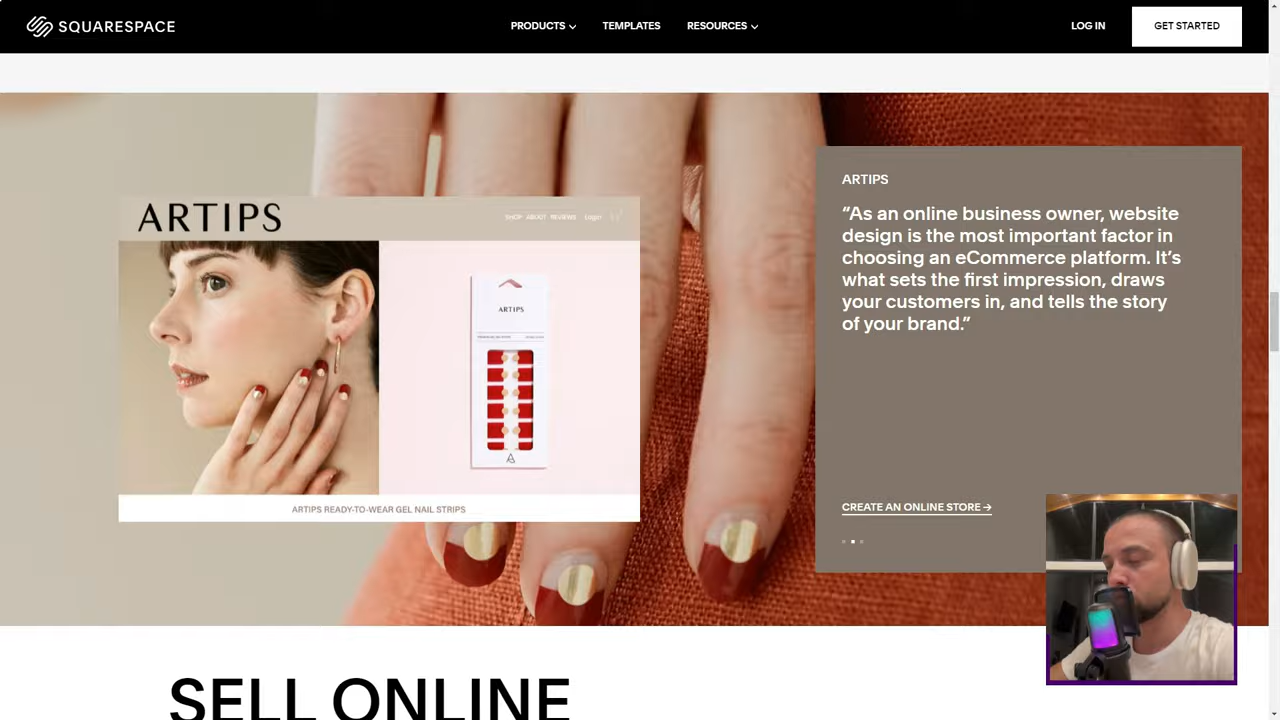 SQUARESPACE
PRODUCTS
TEMPLATES
RESOURCES
LOG IN
GET STARTED
ARTIPS
SHOP ABOUT REVIEWS Login
ARTIPS
ARTIPS READY-TO-WEAR GEL NAIL STRIPS
ARTIPS
“As an online business owner, website
design is the most important factor in
choosing an eCommerce platform. It’s
what sets the first impression, draws
your customers in, and tells the story
of your brand.”
CREATE AN ONLINE STORE →
SELL ONLINE